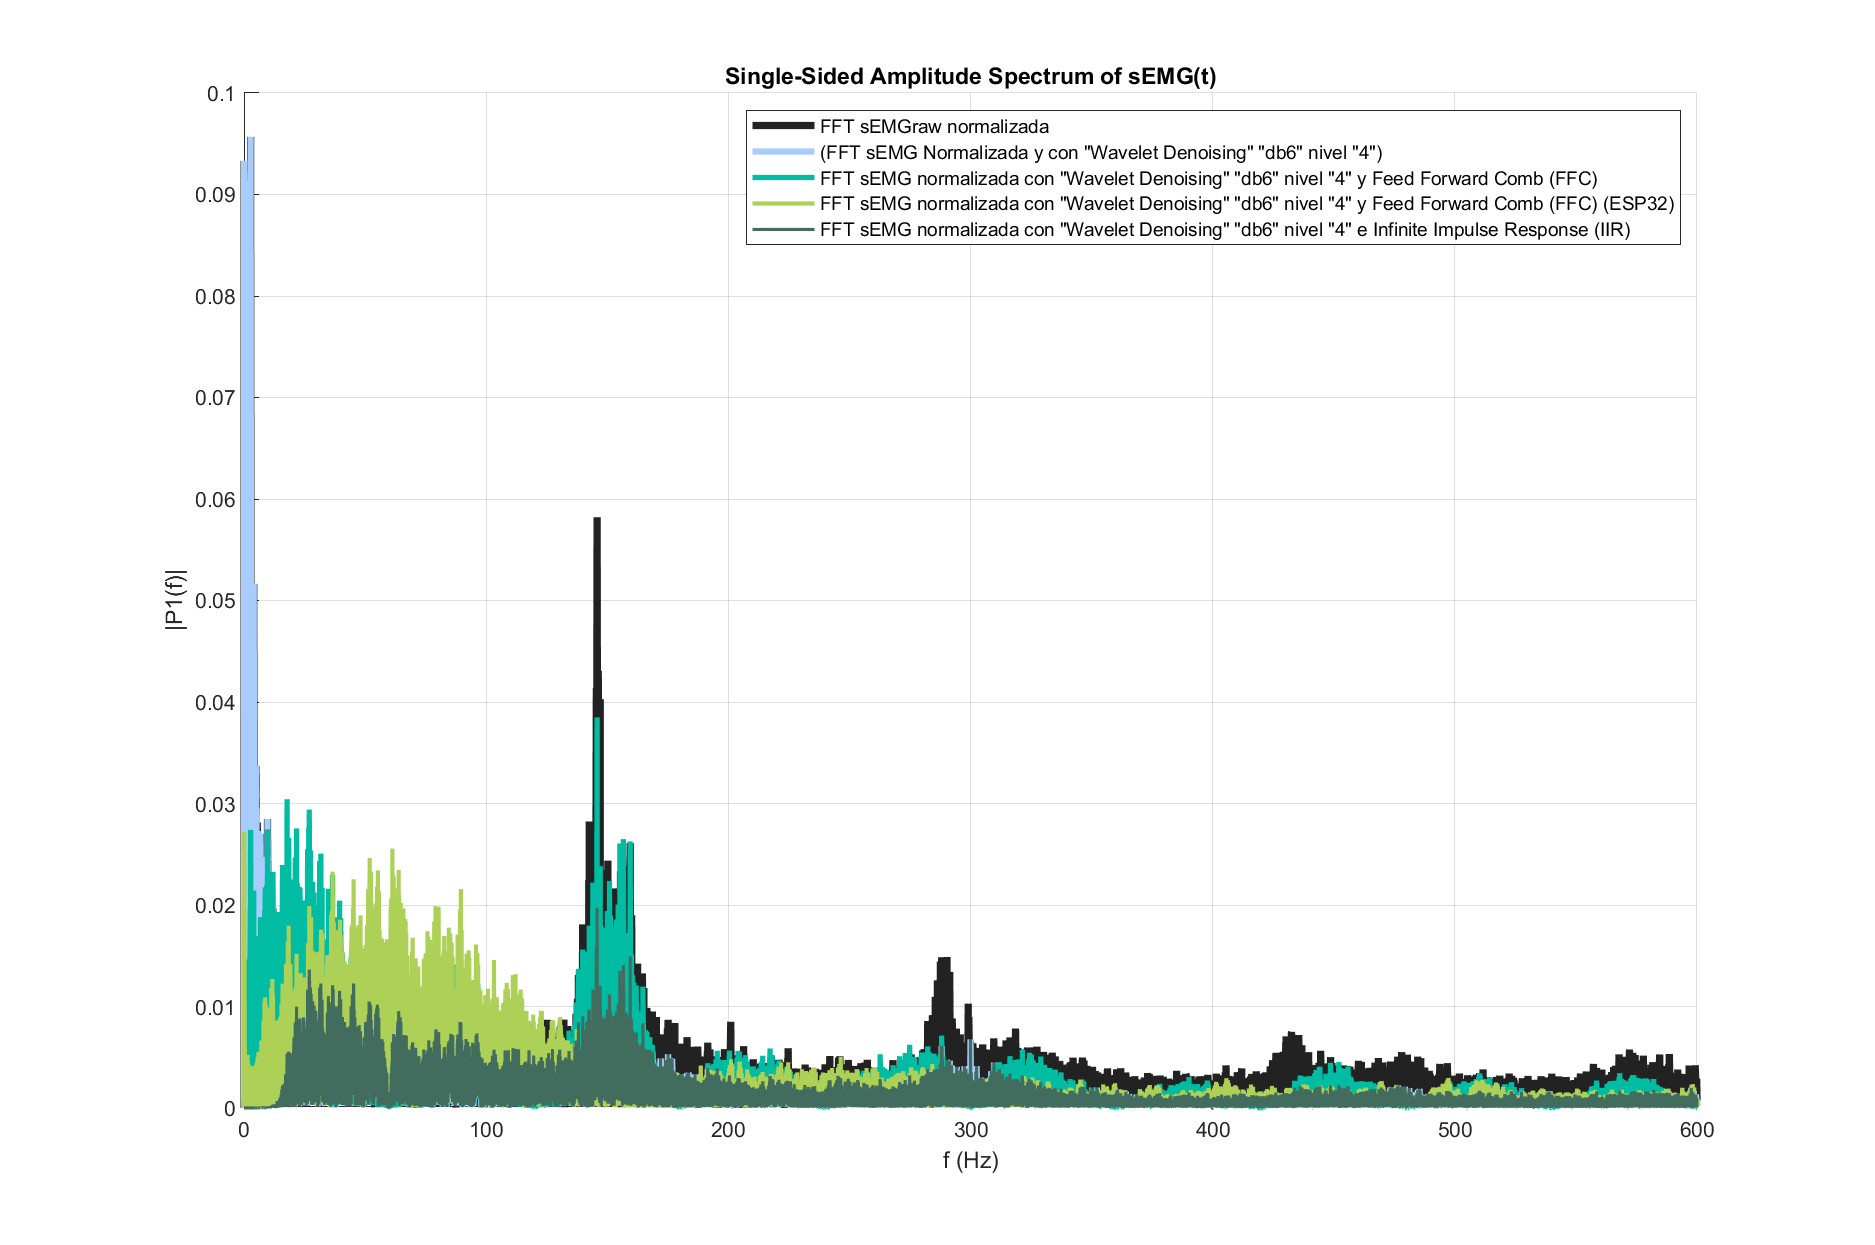 Single-Sided Amplitude Spectrum of sEMG(t)
FFT sEMGraw normalizada
(FFT sEMG Normalizada y con "Wavelet Denoising" "db6" nivel "4")
FFT sEMG normalizada con "Wavelet Denoising" "db6" nivel "4" y Feed Forward Comb (FFC)
FFT sEMG normalizada con "Wavelet Denoising" "db6" nivel "4" y Feed Forward Comb (FFC) (ESP32)
FFT sEMG normalizada con "Wavelet Denoising" "db6" nivel "4" e Infinite Impulse Response (IIR)
|P1(f)|
0.1
0.09
0.08
0.07
0.06
0.05
0.04
0.03
0.02
0.01
0
0 100 200 300 400 500 600
f (Hz)